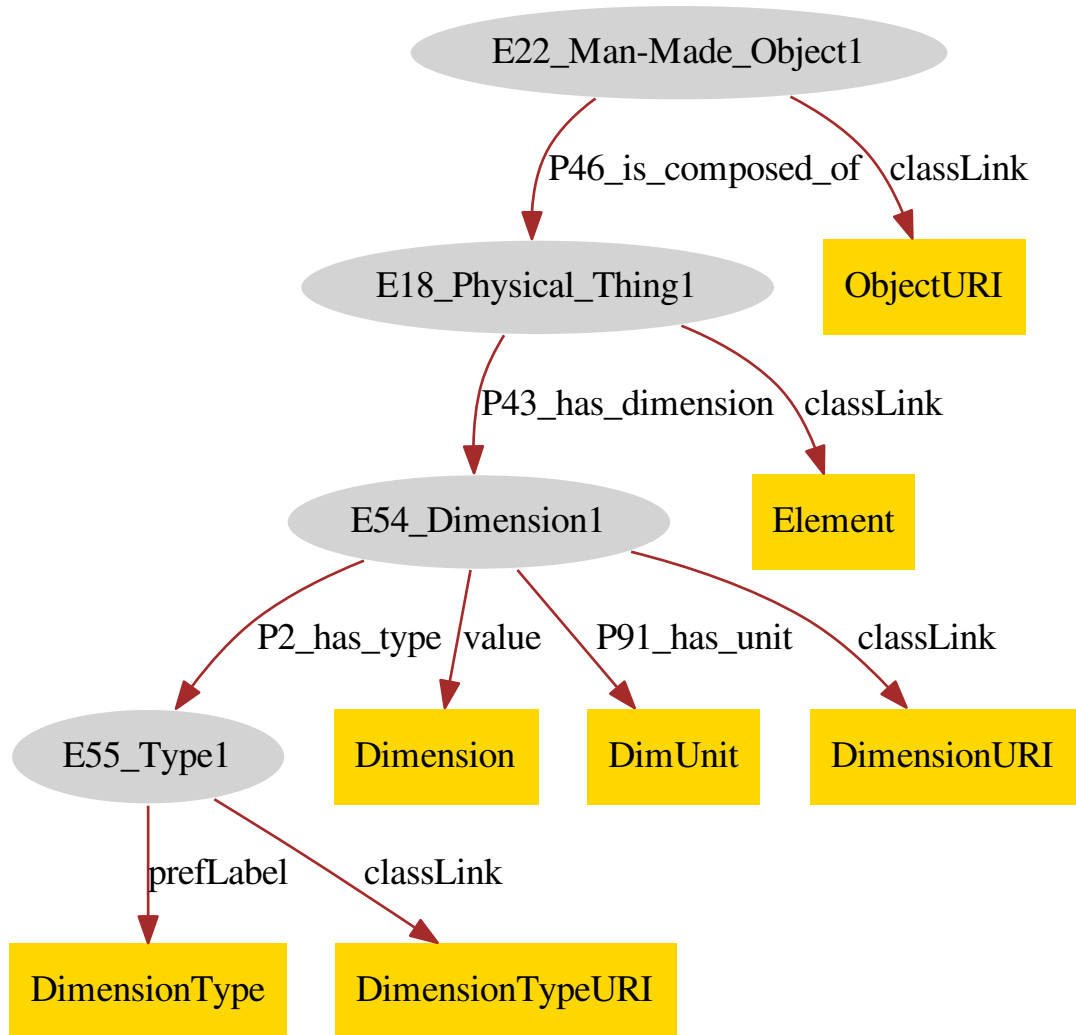 E22_Man-Made_Object1
P46_is_composed_of
classLink
E18_Physical_Thing1
ObjectURI
P43_has_dimension
classLink
E54_Dimension1
Element
P2_has_type
value
P91_has_unit
classLink
E55_Type1
Dimension
DimUnit
DimensionURI
prefLabel
classLink
DimensionType
DimensionTypeURI